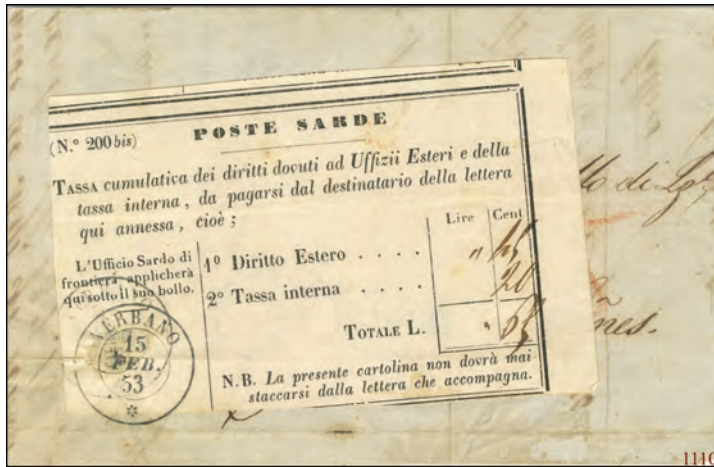 POSTE SARDE
(N.° 200 bis)
TASSA cumulativa dei diritti dovuti ad Uffizii Esteri e della
tassa interna, da pagarsi dal destinatario della lettera
qui annessa, cioè;
Lire Cent
L'Ufficio Sardo di
frontiera applicherà
qui sotto il suo bollo.
1° Diritto Estero . . . . "
2° Tassa interna . . . . 20
TOTALE L. "
VERBANO
15
FEB.
53
N.B. La presente cartolina non dovrà mai
staccarsi dalla lettera che accompagna.
di
1110